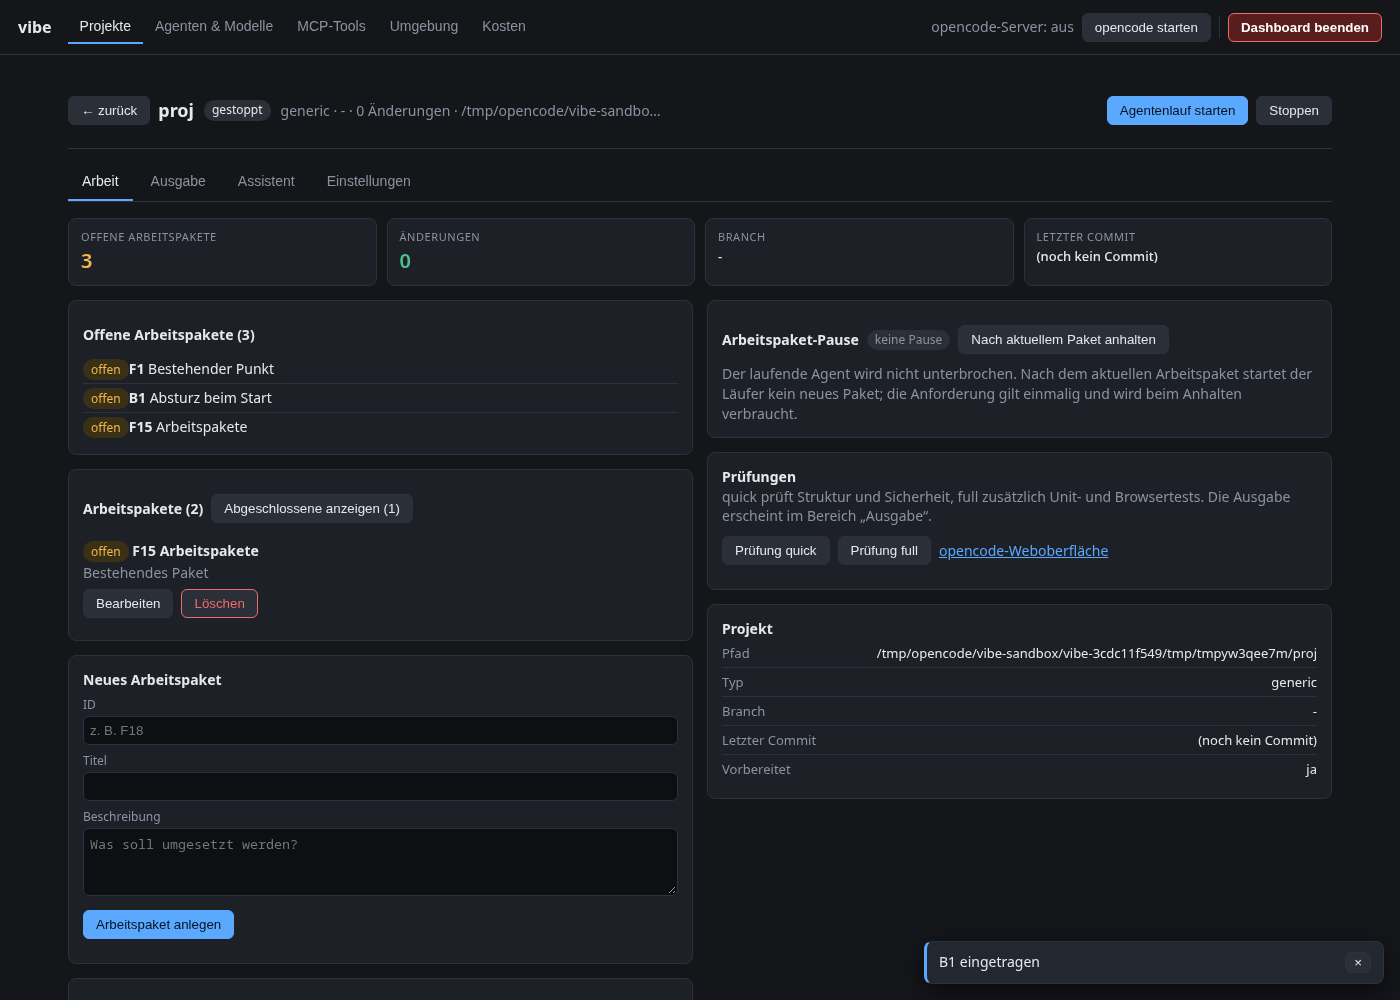 vibe Projekte Agenten & Modelle MCP-Tools Umgebung Kosten opencode-Server: aus opencode starten Dashboard beenden
← zurück proj gestoppt generic · - · 0 Änderungen · /tmp/opencode/vibe-sandbo… Agentenlauf starten Stoppen
Arbeit Ausgabe Assistent Einstellungen
OFFENE ARBEITSPAKETE
3
ÄNDERUNGEN
0
BRANCH
-
LETZTER COMMIT
(noch kein Commit)
Offene Arbeitspakete (3)
offen F1 Bestehender Punkt
offen B1 Absturz beim Start
offen F15 Arbeitspakete
Arbeitspakete (2) Abgeschlossene anzeigen (1)
offen F15 Arbeitspakete
Bestehendes Paket
Bearbeiten Löschen
Neues Arbeitspaket
ID
z. B. F18
Titel
Beschreibung
Was soll umgesetzt werden?
Arbeitspaket anlegen
Arbeitspaket-Pause keine Pause Nach aktuellem Paket anhalten
Der laufende Agent wird nicht unterbrochen. Nach dem aktuellen Arbeitspaket startet der
Läufer kein neues Paket; die Anforderung gilt einmalig und wird beim Anhalten
verbraucht.
Prüfungen
quick prüft Struktur und Sicherheit, full zusätzlich Unit- und Browsertests. Die Ausgabe
erscheint im Bereich „Ausgabe“.
Prüfung quick Prüfung full opencode-Weboberfläche
Projekt
Pfad /tmp/opencode/vibe-sandbox/vibe-3cdc11f549/tmp/tmpyw3qee7m/proj
Typ generic
Branch -
Letzter Commit (noch kein Commit)
Vorbereitet ja
B1 eingetragen ×